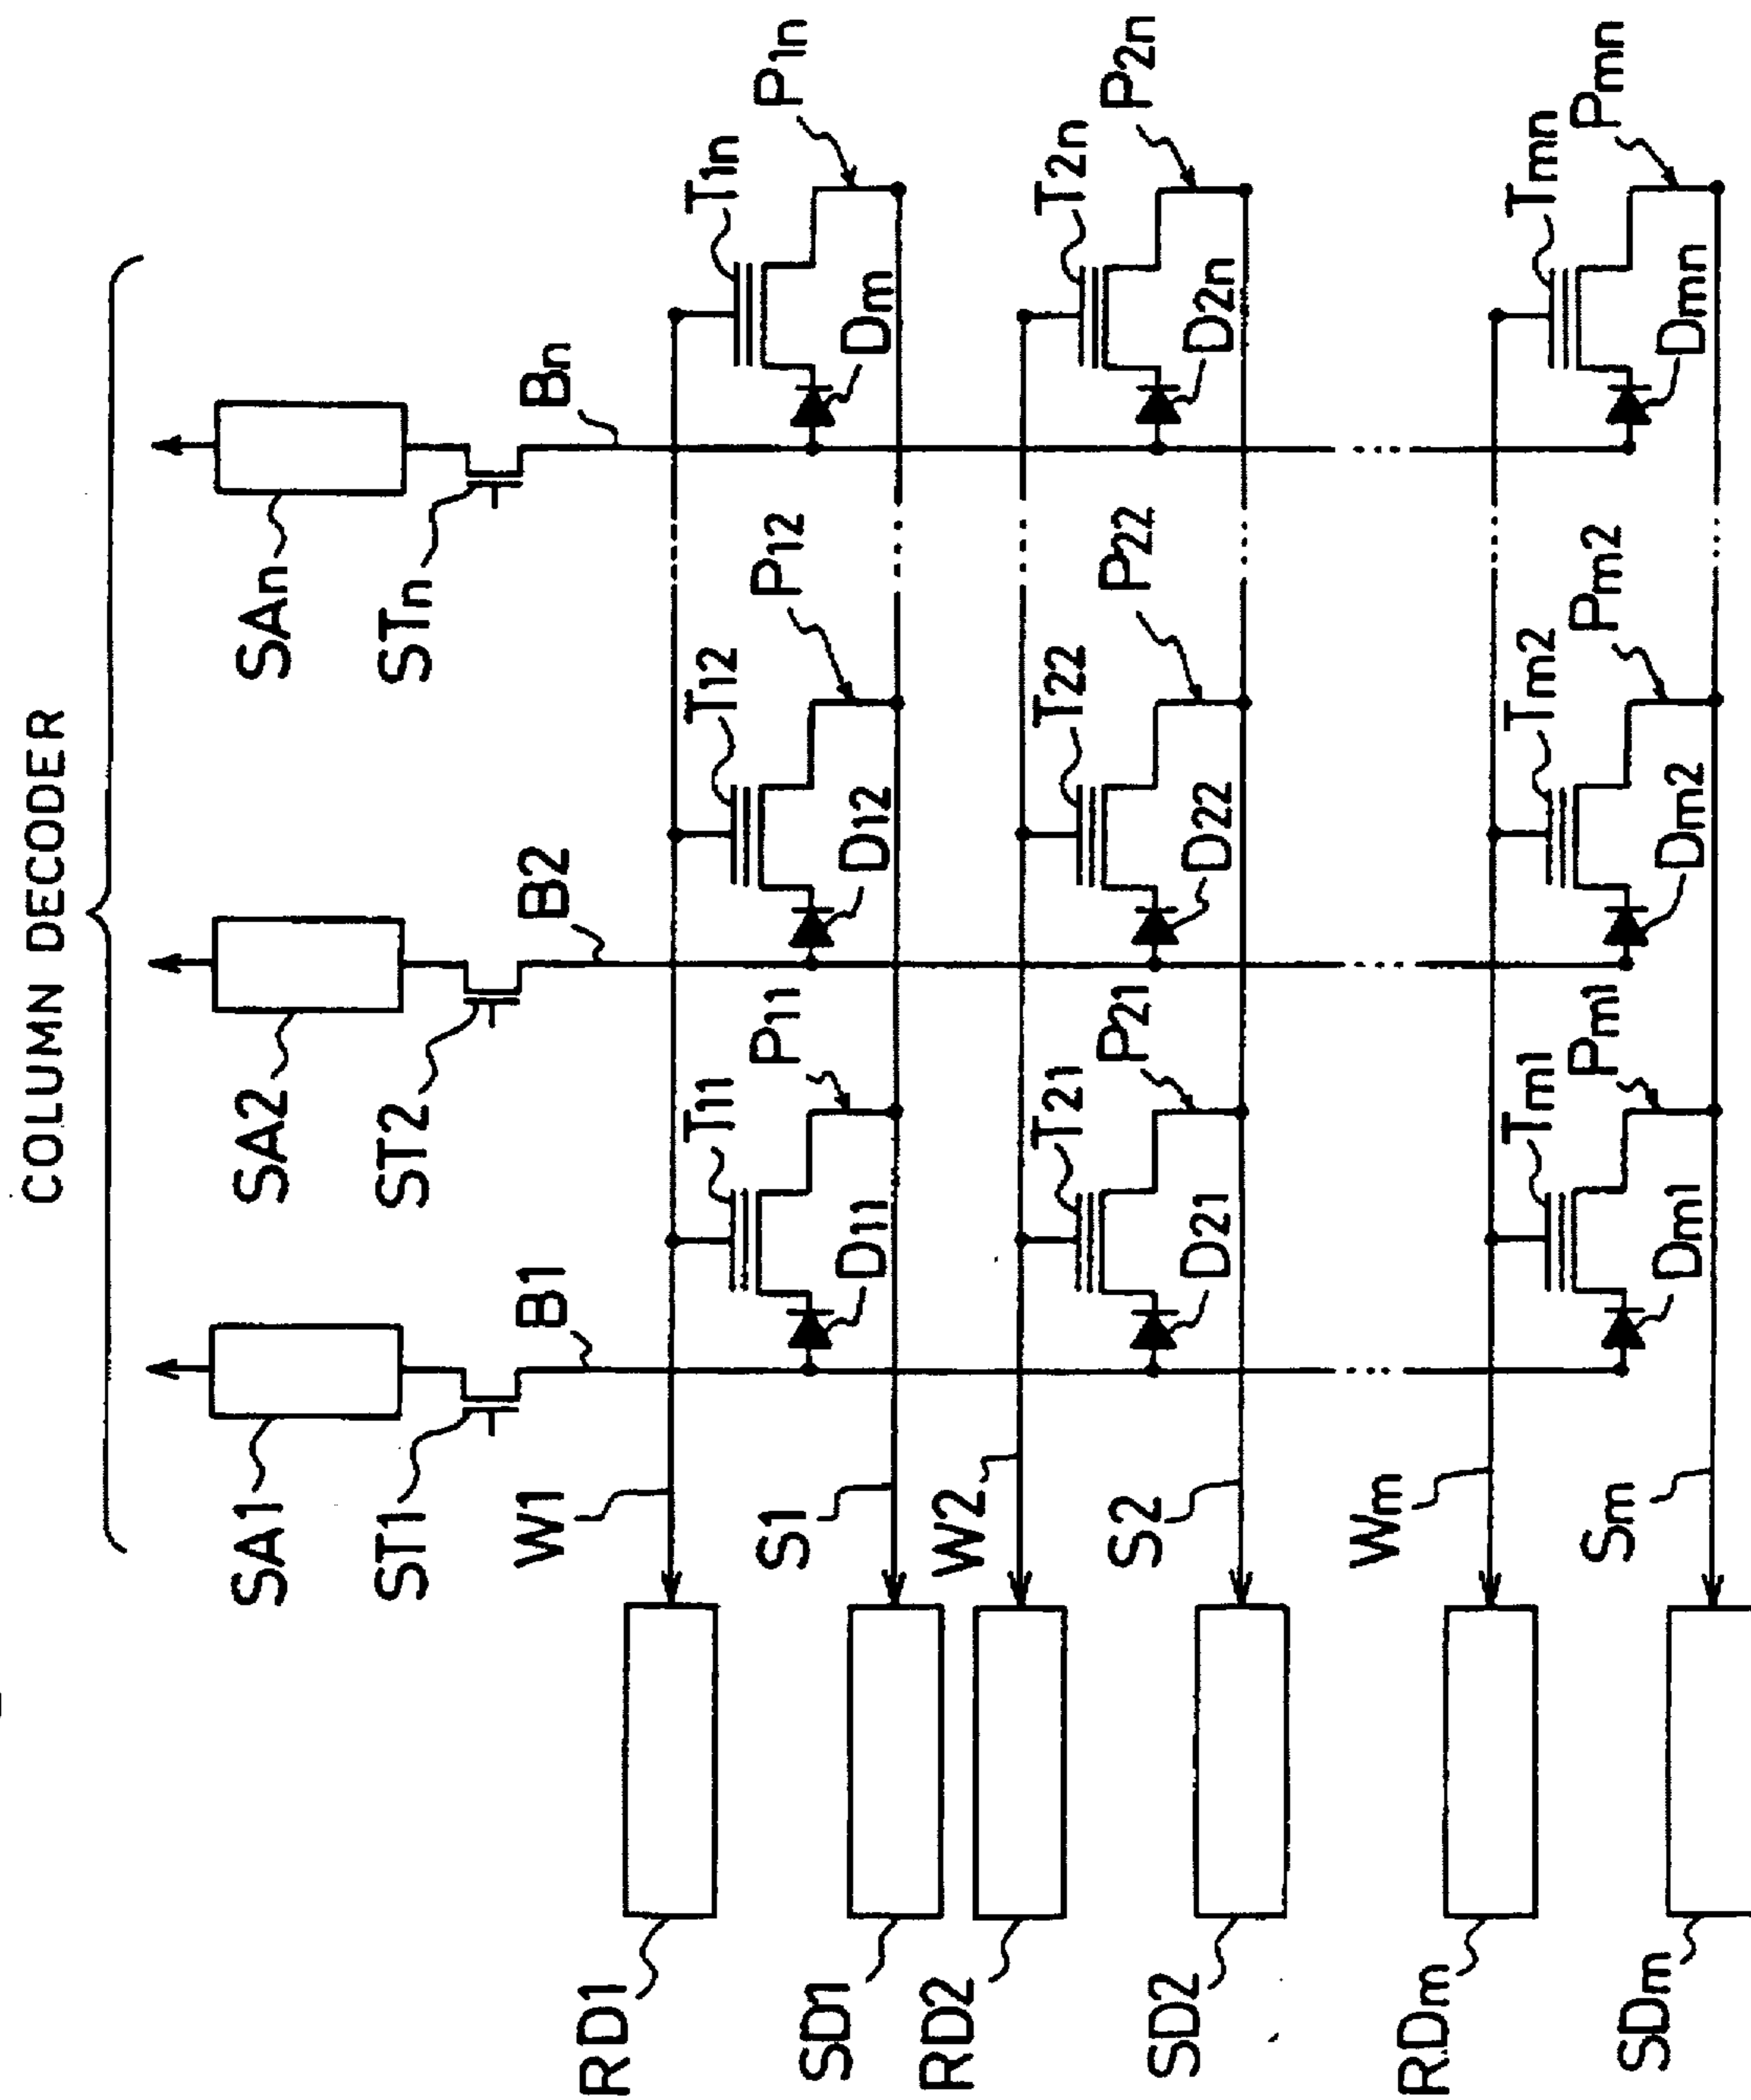 COLUMN DECODER
SA1 SA2 SAn
ST1 ST2 STn
B1 B2 Bn
W1 T11 T12 T1n
D11 D12 Dm
S1 P11 P12 P1n
RD1
SD1
W2 T21 T22 T2n
D21 D22 D2n
S2 P21 P22 P2n
RD2
SD2
Wm Tm1 Tm2 Tmn
Dm1 Dm2 Dmn
Sm Pm1 Pm2 Pmn
RDm
SDm